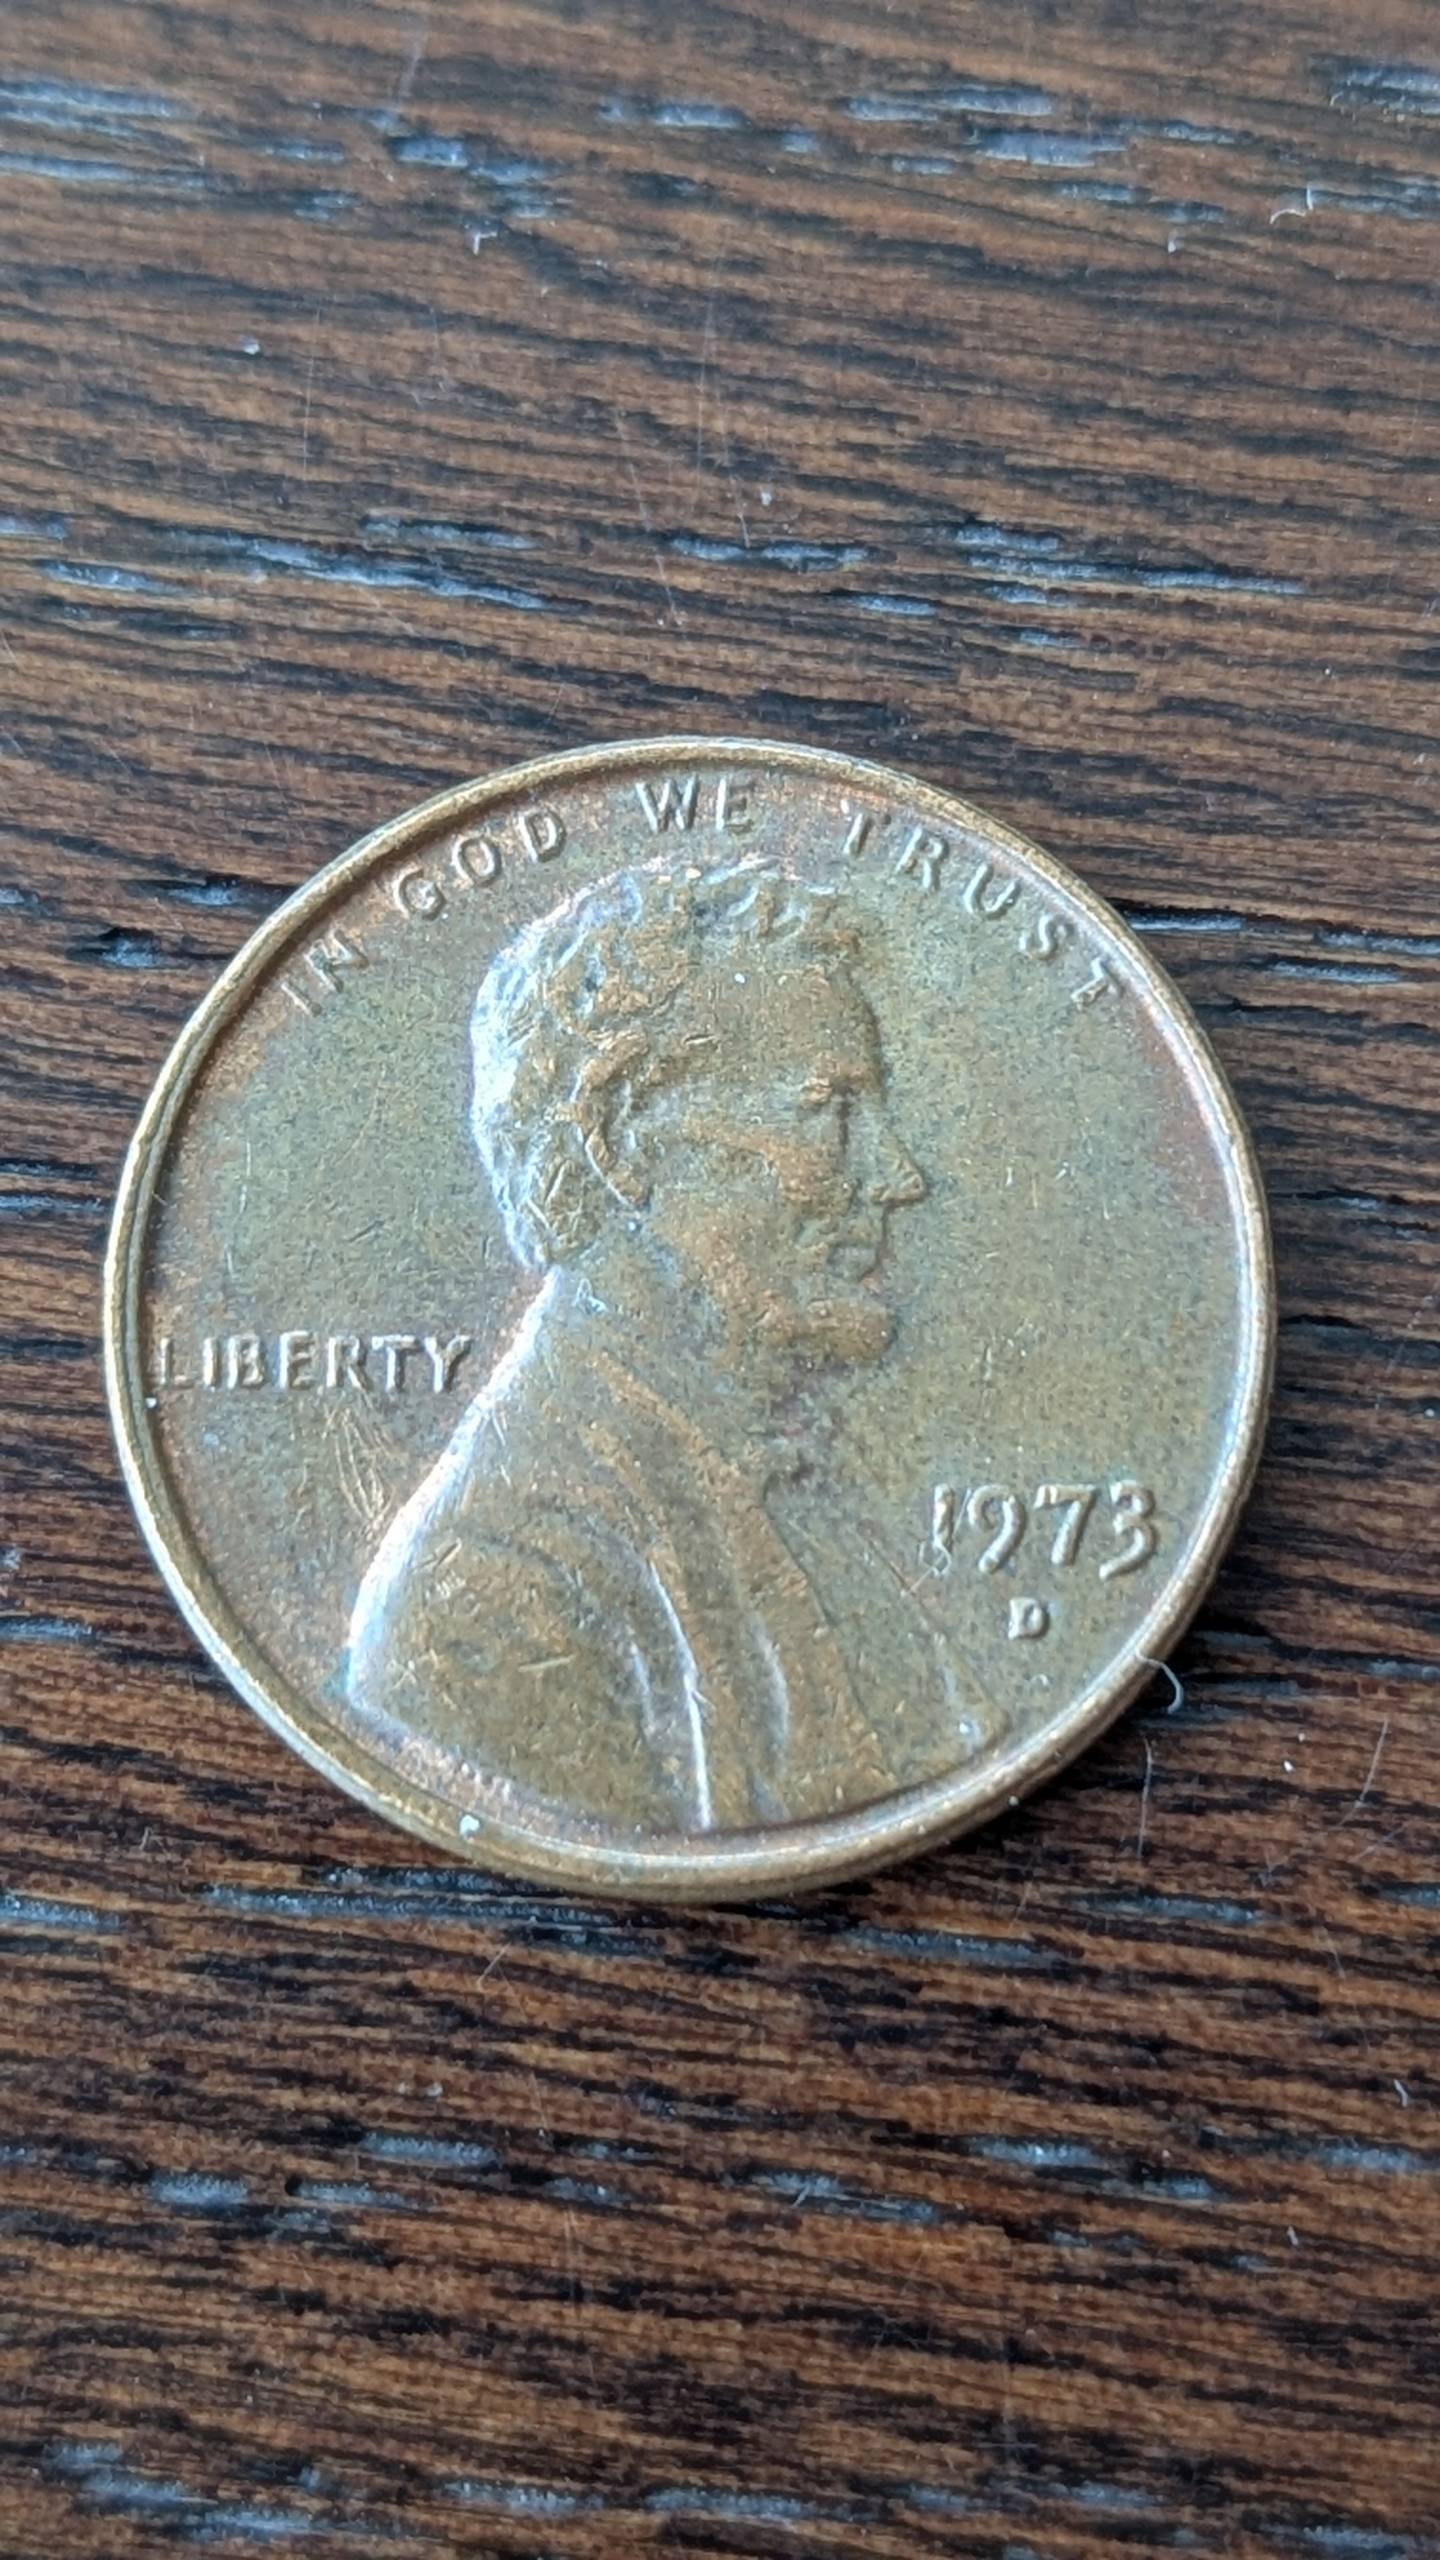 IN GOD WE TRUST
LIBERTY
1973
D